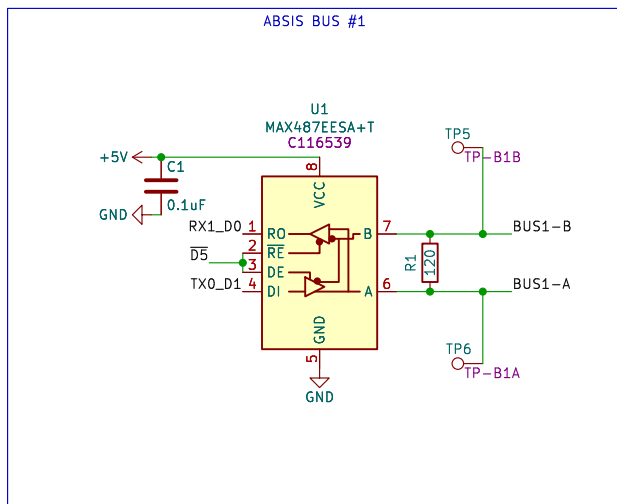 ABSIS BUS #1
U1
MAX487EESA+T
C116539
+5V
C1
0.1uF
GND
8
VCC
RX1_D0
1
RO
2
RE
D5
3
DE
TX0_D1
4
DI
7
B
6
A
GND
5
GND
R1
120
TP5
TP-B1B
BUS1-B
BUS1-A
TP6
TP-B1A